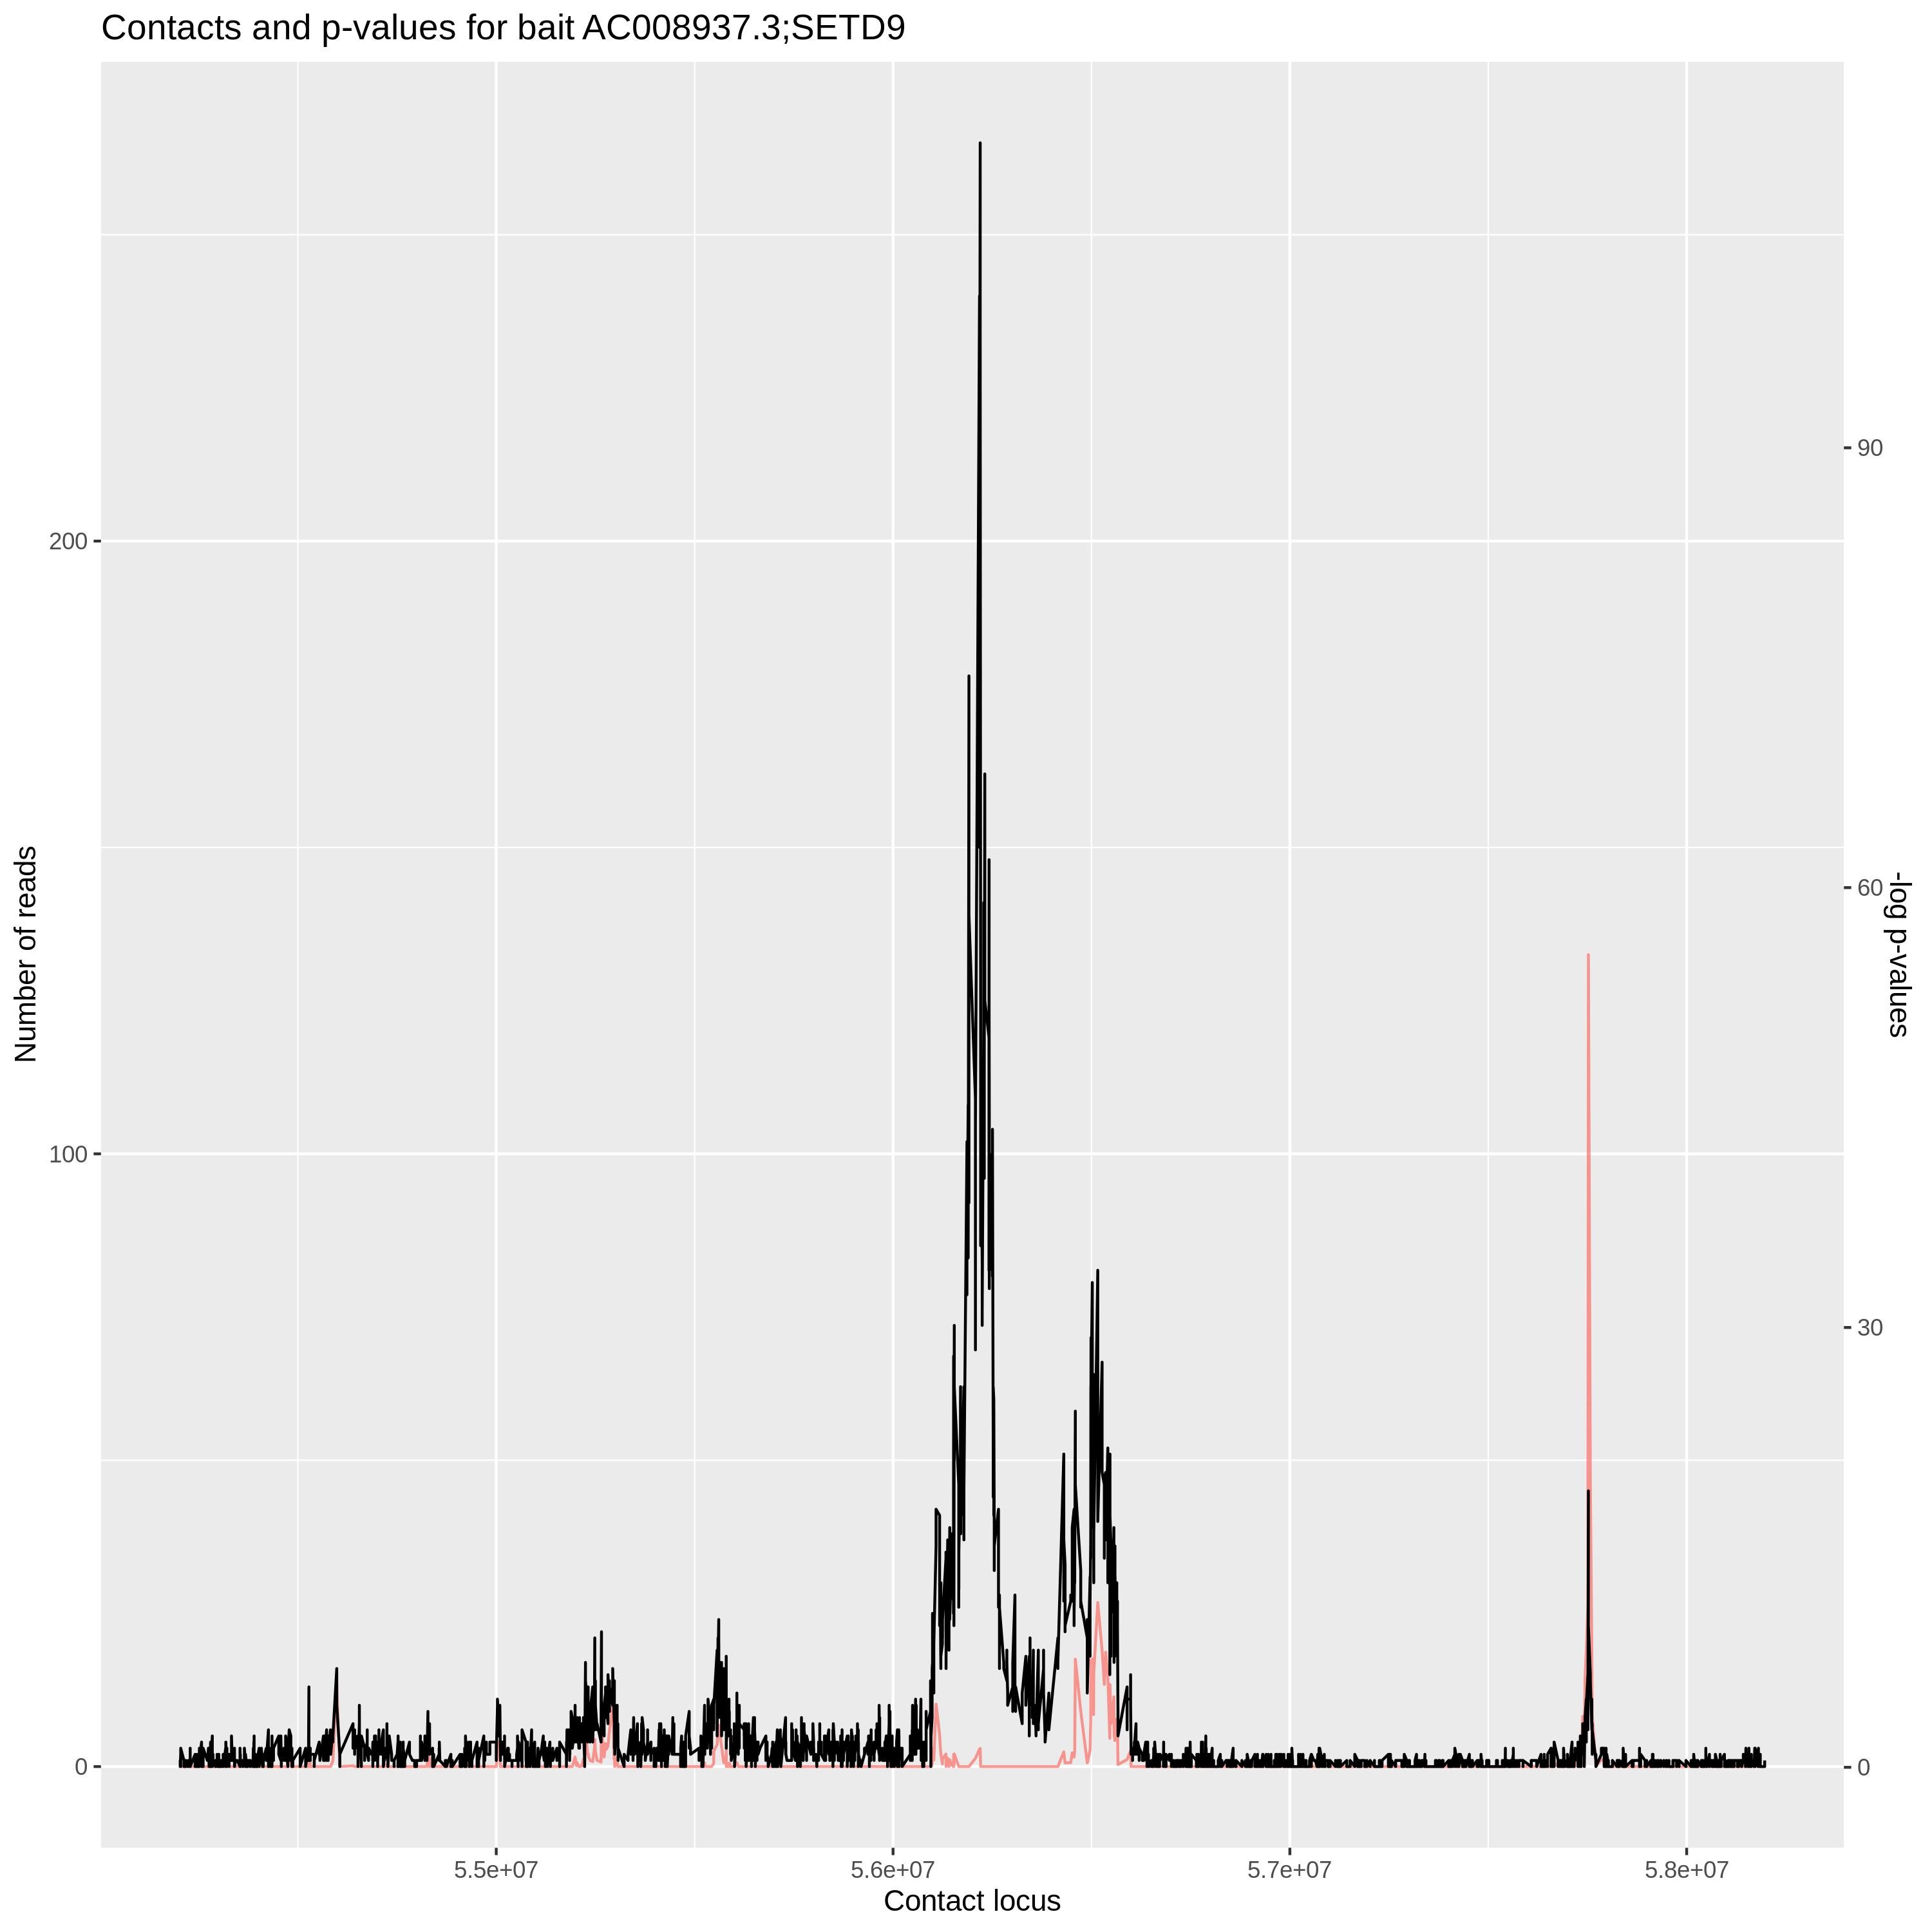 Contacts and p-values for bait AC008937.3;SETD9
Number of reads
200
100
0
90
60
30
0
-log p-values
5.5e+07
5.6e+07
5.7e+07
5.8e+07
Contact locus